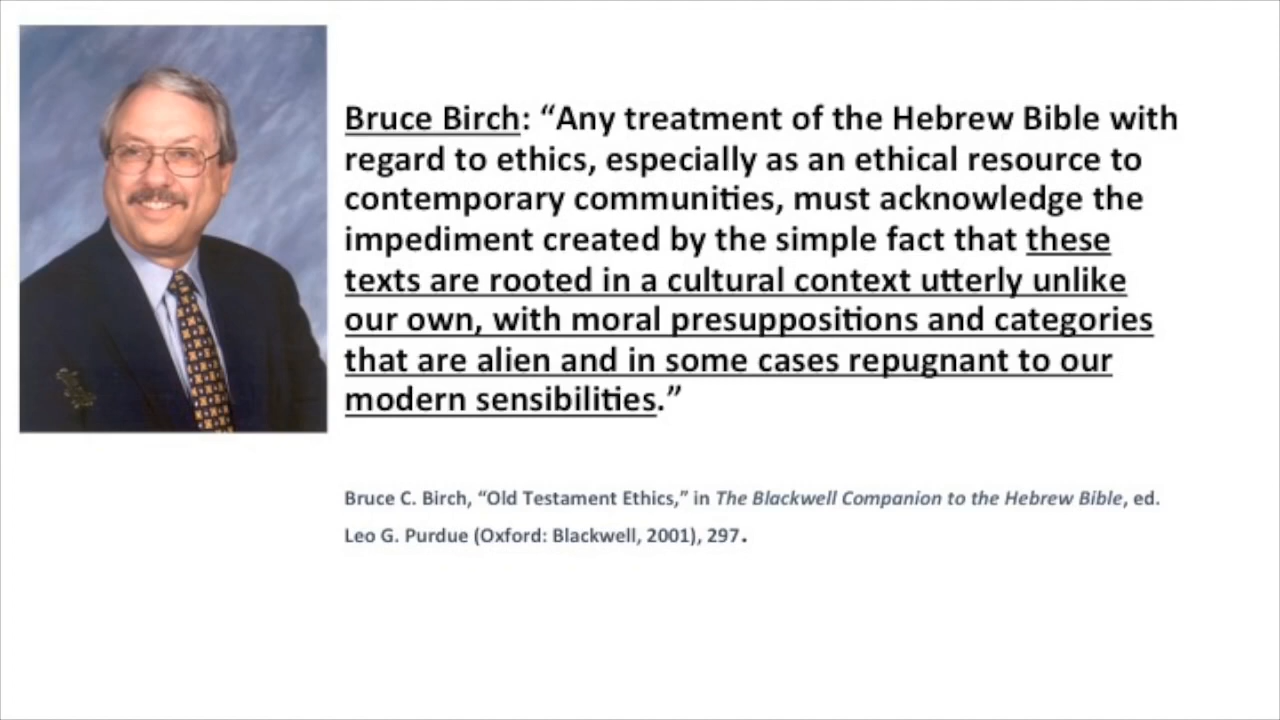 Bruce Birch: “Any treatment of the Hebrew Bible with
regard to ethics, especially as an ethical resource to
contemporary communities, must acknowledge the
impediment created by the simple fact that these
texts are rooted in a cultural context utterly unlike
our own, with moral presuppositions and categories
that are alien and in some cases repugnant to our
modern sensibilities.”
Bruce C. Birch, “Old Testament Ethics,” in The Blackwell Companion to the Hebrew Bible, ed.
Leo G. Purdue (Oxford: Blackwell, 2001), 297.